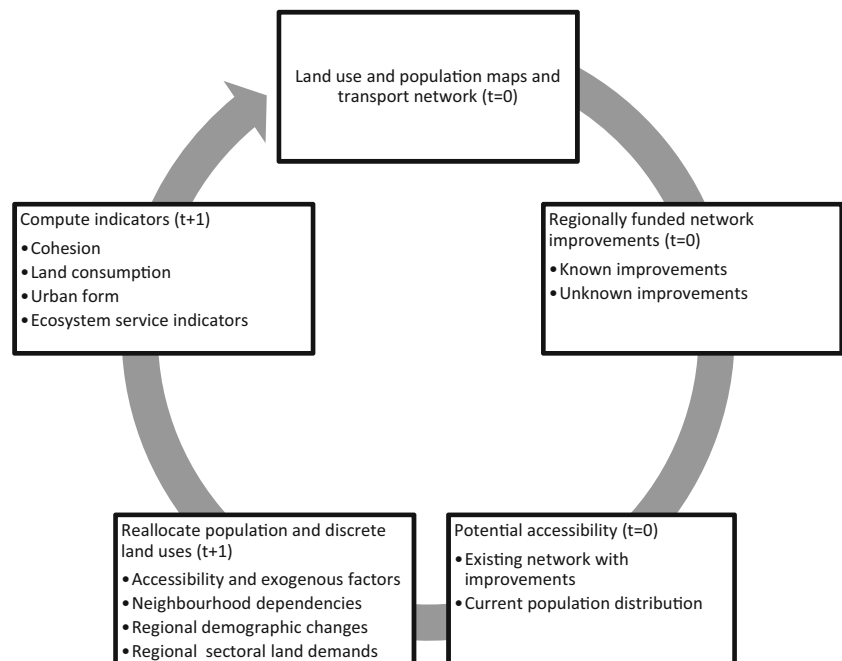 Land use and population maps and
transport network (t=0)
Regionally funded network
improvements (t=0)
•Known improvements
•Unknown improvements
Potential accessibility (t=0)
•Existing network with
improvements
•Current population distribution
Reallocate population and discrete
land uses (t+1)
•Accessibility and exogenous factors
•Neighbourhood dependencies
•Regional demographic changes
•Regional sectoral land demands
Compute indicators (t+1)
•Cohesion
•Land consumption
•Urban form
•Ecosystem service indicators